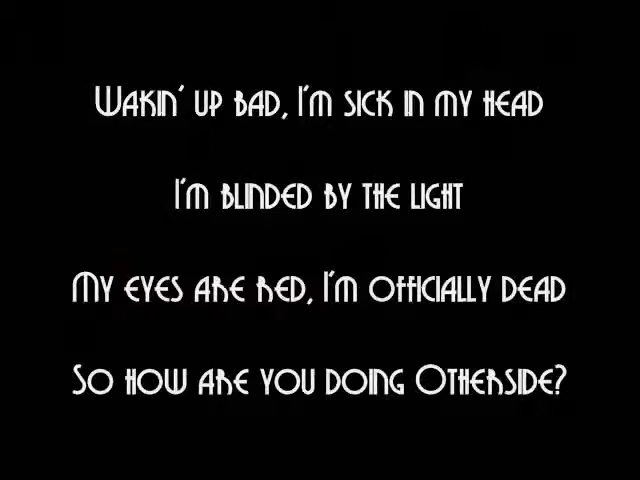 Wakin' up bad, I'm sick in my head
I'm blinded by the light
My eyes are red, I'm officially dead
So how are you doing Otherside?